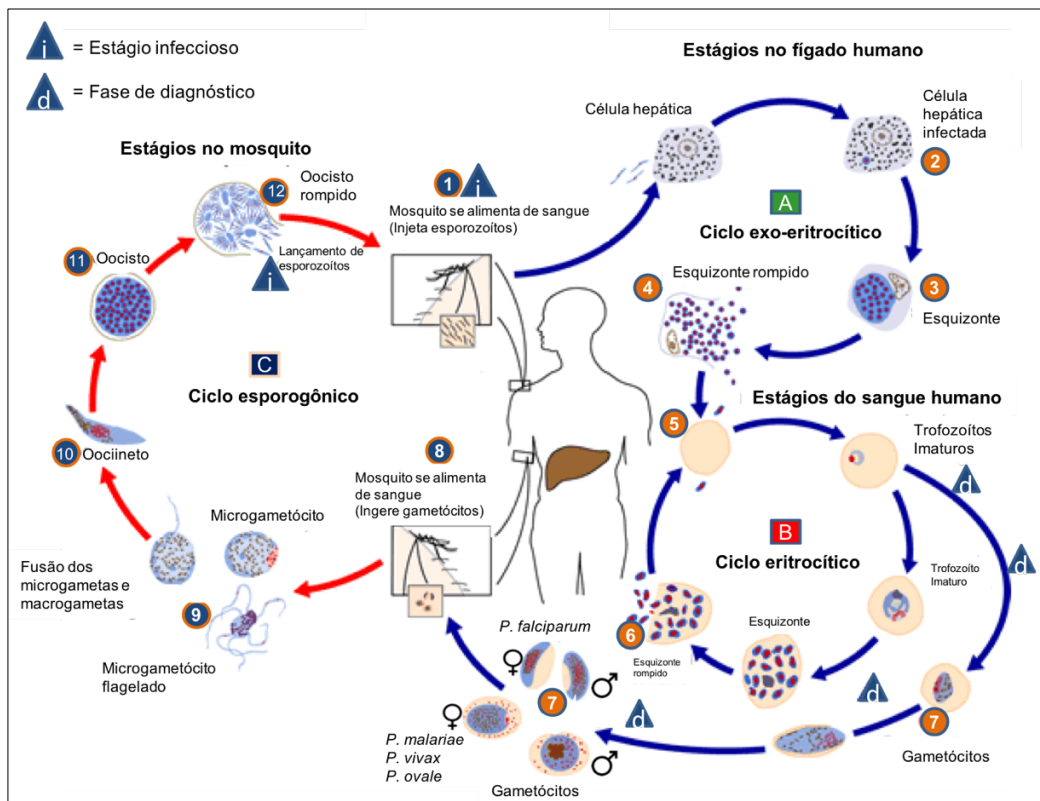 i = Estágio infeccioso
d = Fase de diagnóstico
Estágios no fígado humano
Célula hepática
Célula
hepática
infectada
2
Estágios no mosquito
12 Oocisto
rompido
1 i
Mosquito se alimenta de sangue
(Injeta esporozoítos)
A
Ciclo exo-eritrocítico
11 Oocisto
Lançamento de
esporozoítos
i
Esquizonte rompido
4
3
Esquizonte
C
Ciclo esporogônico
Estágios do sangue humano
5
Trofozoítos
Imaturos
d
10 Oociineto
8
Mosquito se alimenta
de sangue
(Ingere gametócitos)
Microgametócito
B
Ciclo eritrocítico
d
Trofozoíto
Imaturo
Fusão dos
microgametas e
macrogametas
9
Microgametócito
flagelado
P. falciparum
6
Esquizonte
rompido
Esquizonte
♀
7
♂
d
d
7
Gametócitos
♀
P. malariae
P. vivax
P. ovale
♂
Gametócitos